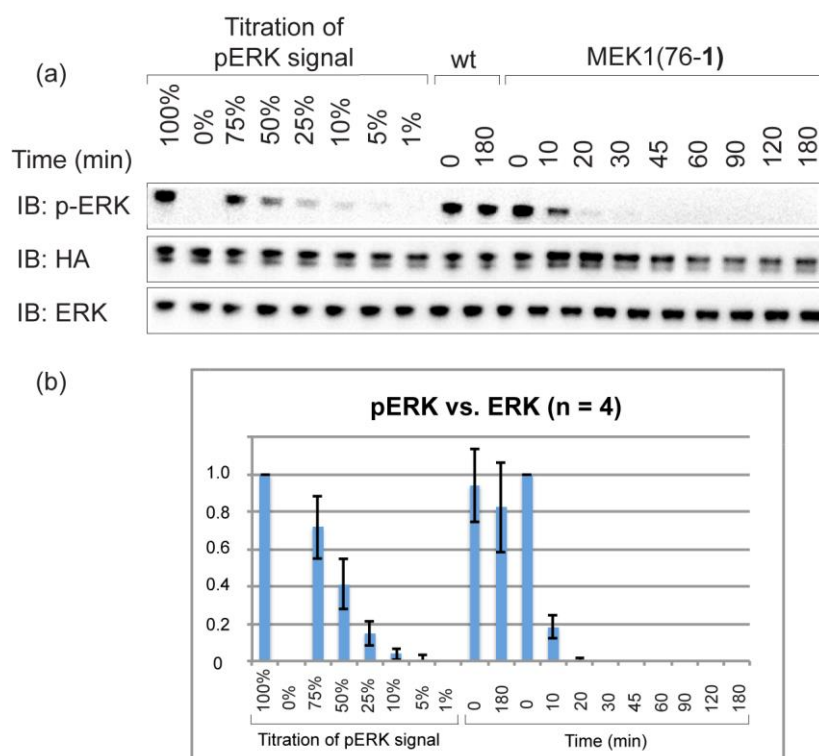 (a)
Titration of
pERK signal
wt
MEK1(76-1)
100% 0% 75% 50% 25% 10% 5% 1% 0 180 0 10 20 30 45 60 90 120 180
Time (min)
IB: p-ERK
IB: HA
IB: ERK
(b)
pERK vs. ERK (n = 4)
1.0
0.8
0.6
0.4
0.2
0
100% 0% 75% 50% 25% 10% 5% 1% 0 180 0 10 20 30 45 60 90 120 180
Titration of pERK signal Time (min)